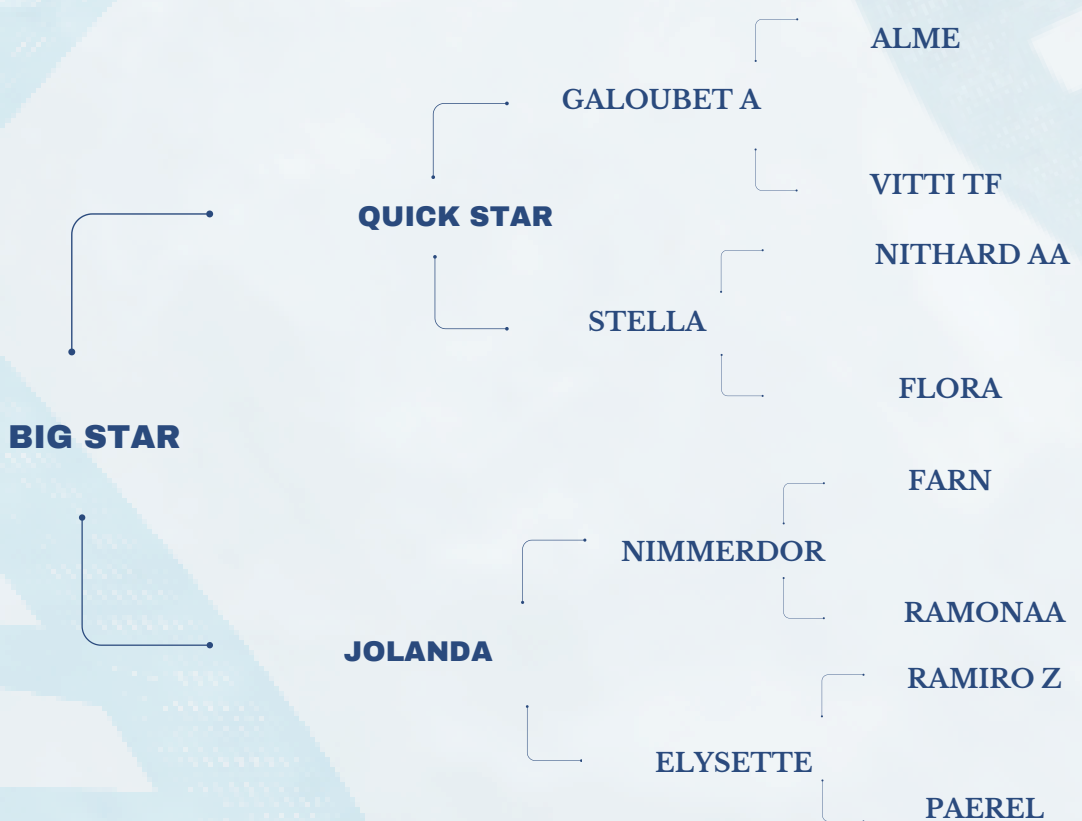 ALME
GALOUBET A
VITTI TF
QUICK STAR
NITHARD AA
STELLA
FLORA
BIG STAR
FARN
NIMMERDOR
RAMONAA
JOLANDA
RAMIRO Z
ELYSETTE
PAEREL